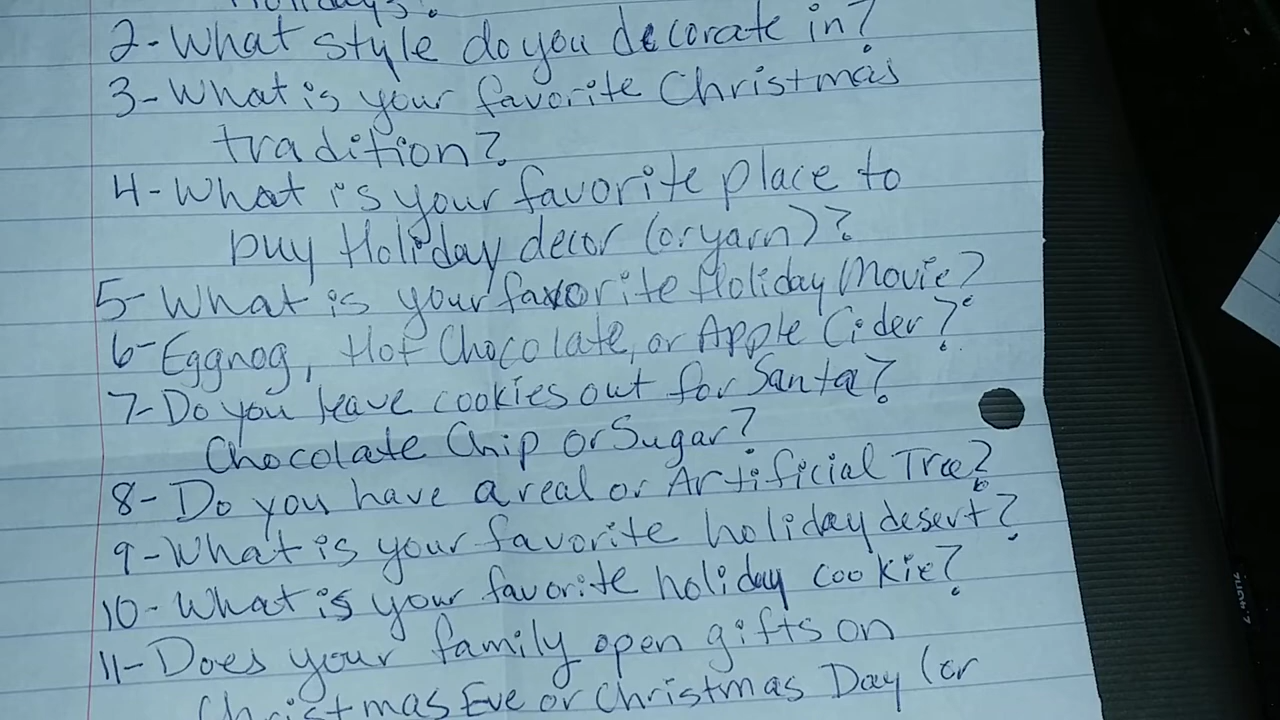 Holidays?
2-What style do you decorate in?
3-What is your favorite Christmas
tradition?
4-What is your favorite place to
buy Holiday decor (or yarn)?
5-What is your favorite Holiday Movie?
6-Eggnog, Hot Chocolate, or Apple Cider?
7-Do you leave cookies out for Santa?
Chocolate Chip or Sugar?
8-Do you have a real or Artificial Tree?
9-What is your favorite holiday desert?
10-What is your favorite holiday cookie?
11-Does your family open gifts on
Christmas Eve or Christmas Day (or